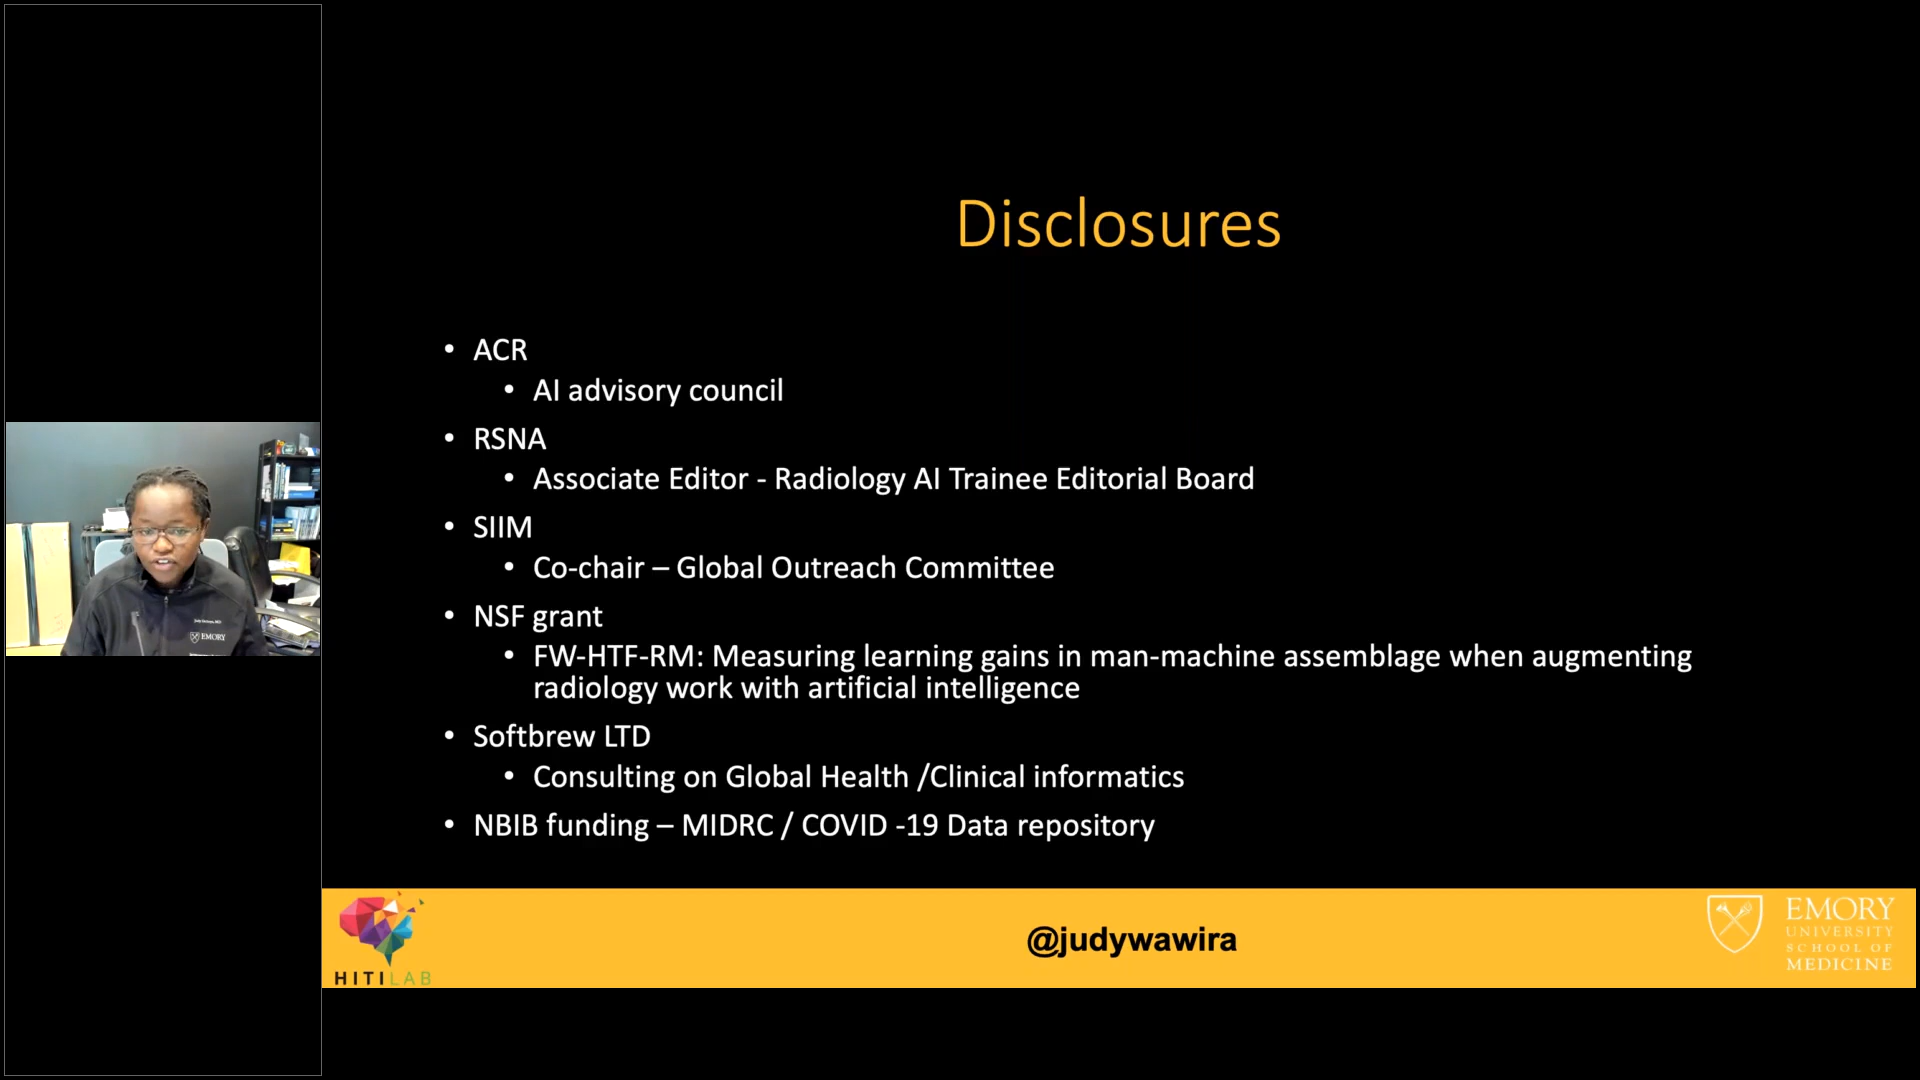 Disclosures
• ACR
• AI advisory council
• RSNA
• Associate Editor - Radiology AI Trainee Editorial Board
• SIIM
• Co-chair – Global Outreach Committee
• NSF grant
• FW-HTF-RM: Measuring learning gains in man-machine assemblage when augmenting
radiology work with artificial intelligence
• Softbrew LTD
• Consulting on Global Health /Clinical informatics
• NBIB funding – MIDRC / COVID -19 Data repository
EMORY
HITILAB
@judywawira
EMORY
UNIVERSITY
SCHOOL OF
MEDICINE